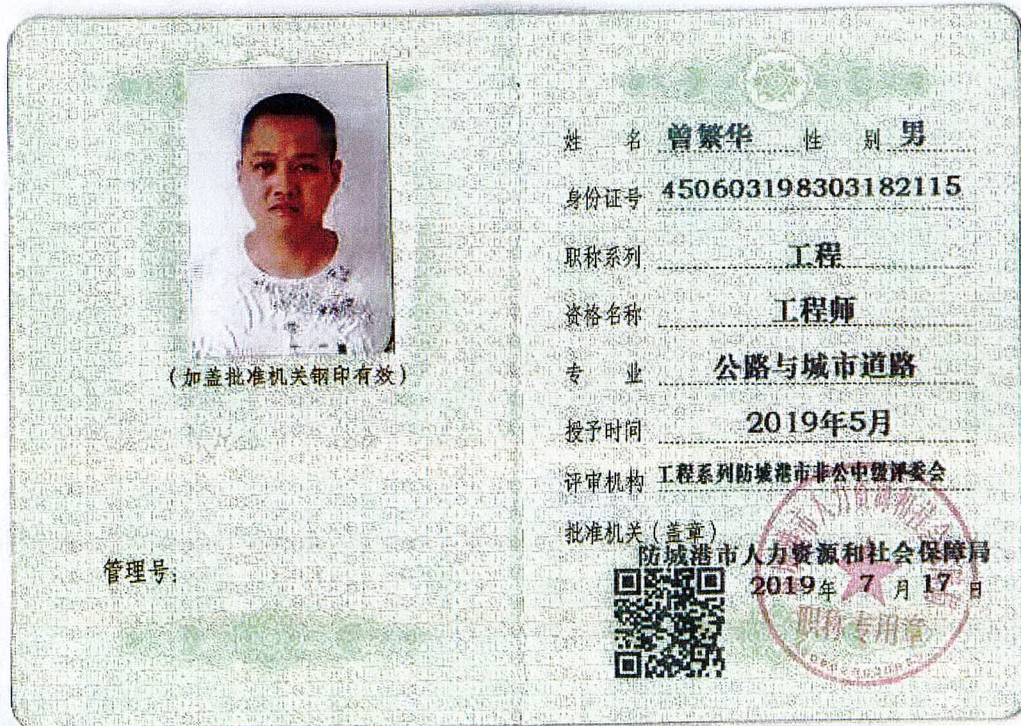 (加盖批准机关钢印有效)
管理号:
姓 名 曾繁华 性 别 男
身份证号 450603198303182115
职称系列 工程
资格名称 工程师
专 业 公路与城市道路
授予时间 2019年5月
评审机构 工程系列防城港市非公中级评委会
批准机关(盖章)
防城港市人力资源和社会保障局
2019年 7 月 17 日
职称专用章